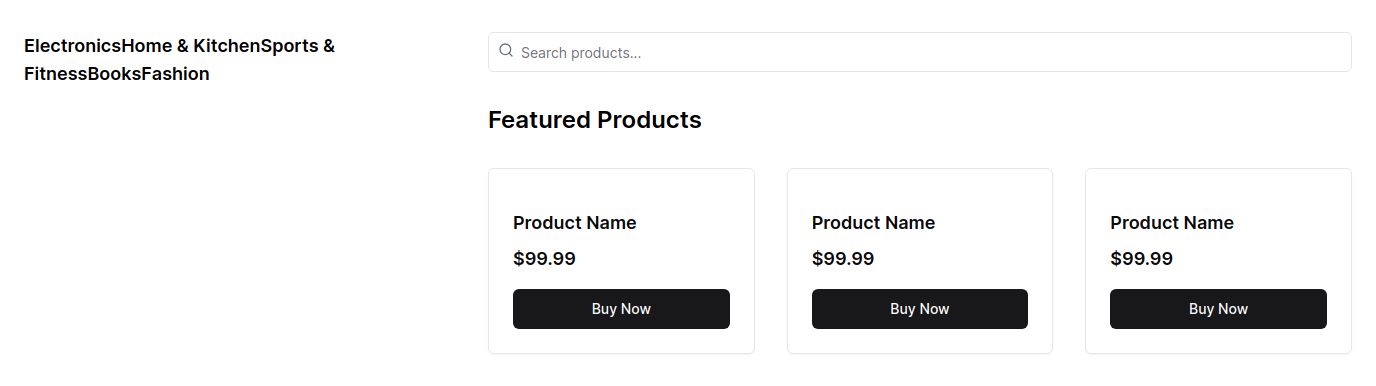 ElectronicsHome & KitchenSports &
FitnessBooksFashion
Search products...
Featured Products
Product Name
$99.99
Buy Now
Product Name
$99.99
Buy Now
Product Name
$99.99
Buy Now